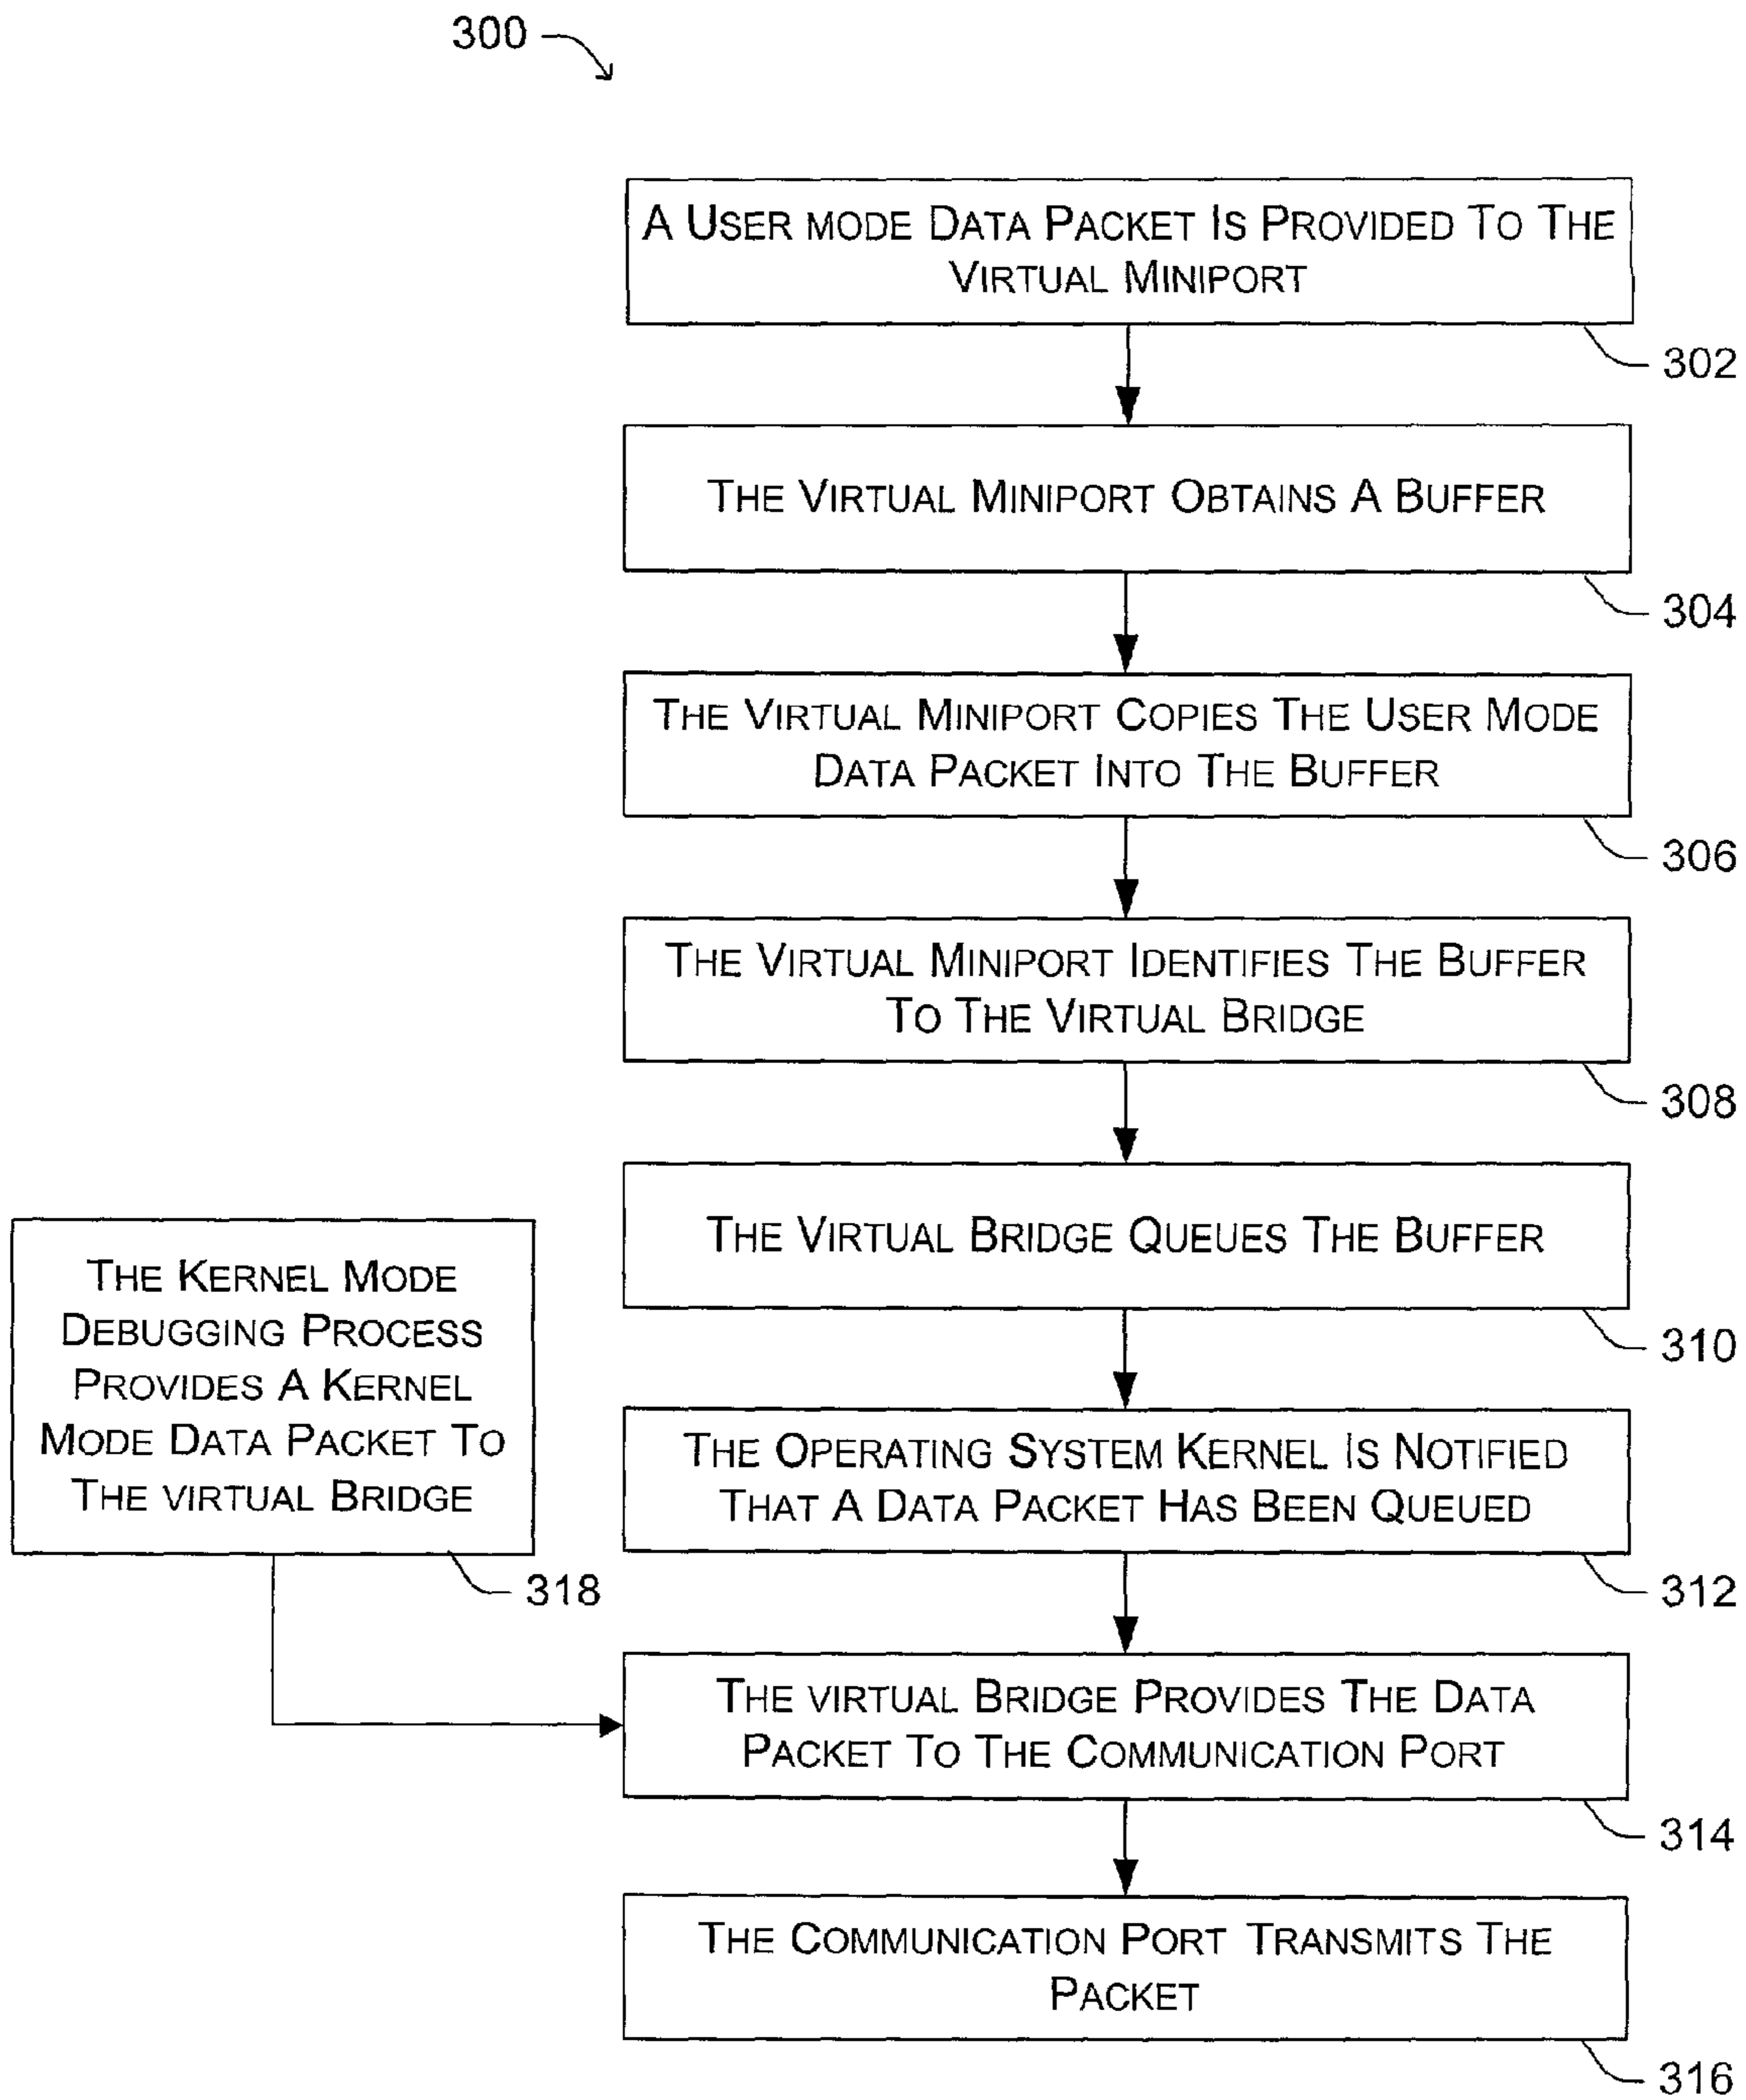 300
A USER MODE DATA PACKET IS PROVIDED TO THE
VIRTUAL MINIPORT
302
THE VIRTUAL MINIPORT OBTAINS A BUFFER
304
THE VIRTUAL MINIPORT COPIES THE USER MODE
DATA PACKET INTO THE BUFFER
306
THE VIRTUAL MINIPORT IDENTIFIES THE BUFFER
TO THE VIRTUAL BRIDGE
308
THE VIRTUAL BRIDGE QUEUES THE BUFFER
310
THE KERNEL MODE
DEBUGGING PROCESS
PROVIDES A KERNEL
MODE DATA PACKET TO
THE VIRTUAL BRIDGE
318
THE OPERATING SYSTEM KERNEL IS NOTIFIED
THAT A DATA PACKET HAS BEEN QUEUED
312
THE VIRTUAL BRIDGE PROVIDES THE DATA
PACKET TO THE COMMUNICATION PORT
314
THE COMMUNICATION PORT TRANSMITS THE
PACKET
316